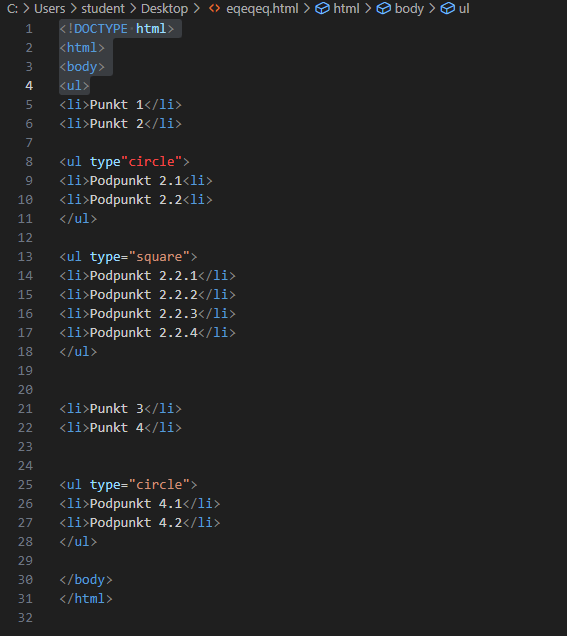 C: > Users > student > Desktop > <> eqeqeq.html > html > body > ul
1 <!DOCTYPE html>
2 <html>
3 <body>
4 <ul>
5 <li>Punkt 1</li>
6 <li>Punkt 2</li>
7
8 <ul type"circle">
9 <li>Podpunkt 2.1<li>
10 <li>Podpunkt 2.2<li>
11 </ul>
12
13 <ul type="square">
14 <li>Podpunkt 2.2.1</li>
15 <li>Podpunkt 2.2.2</li>
16 <li>Podpunkt 2.2.3</li>
17 <li>Podpunkt 2.2.4</li>
18 </ul>
19
20
21 <li>Punkt 3</li>
22 <li>Punkt 4</li>
23
24
25 <ul type="circle">
26 <li>Podpunkt 4.1</li>
27 <li>Podpunkt 4.2</li>
28 </ul>
29
30 </body>
31 </html>
32